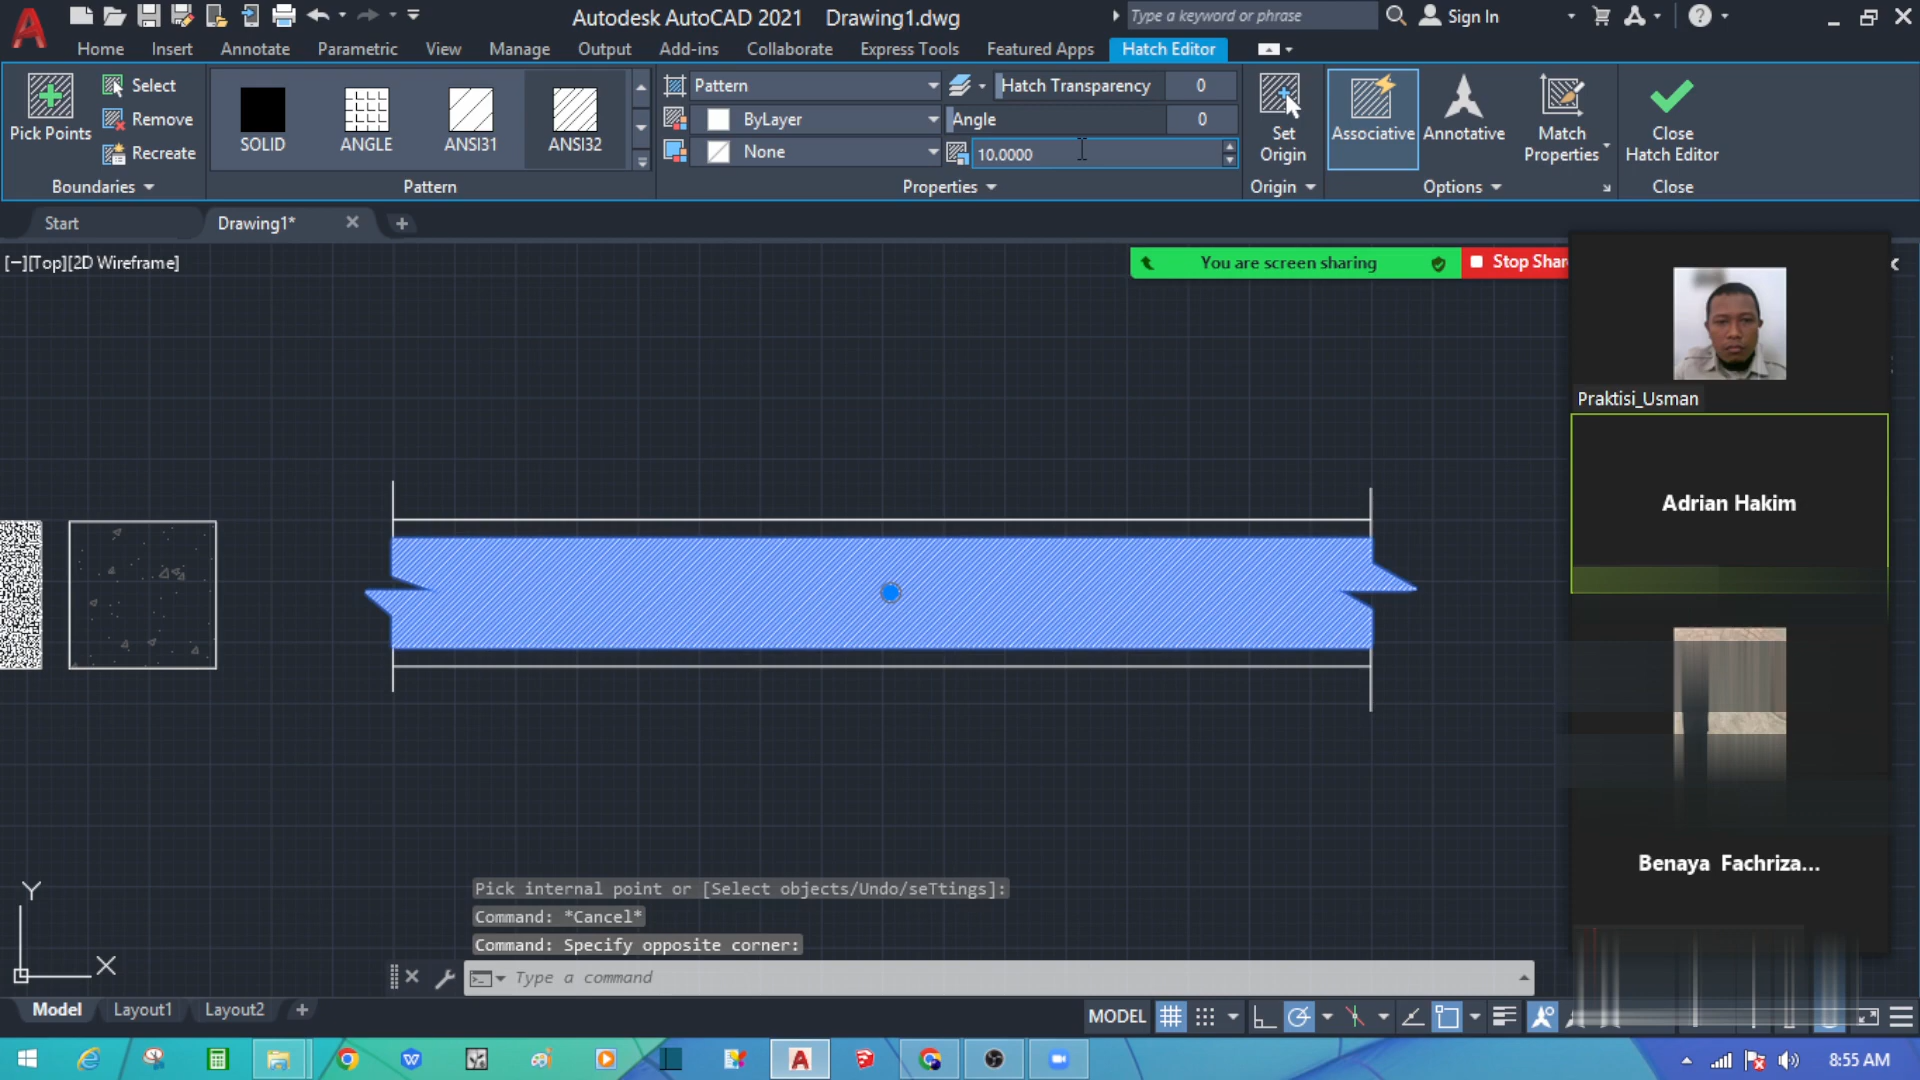 Autodesk AutoCAD 2021 Drawing1.dwg
Type a keyword or phrase
Sign In
Home Insert Annotate Parametric View Manage Output Add-ins Collaborate Express Tools Featured Apps Hatch Editor
Pick Points
Select
Remove
Recreate
Boundaries
SOLID
ANGLE
ANSI31
ANSI32
Pattern
Pattern
ByLayer
None
Hatch Transparency 0
Angle 0
10.0000
Properties
Set
Origin
Origin
Associative
Annotative
Match
Properties
Options
Close
Hatch Editor
Close
Start
Drawing1*
[−][Top][2D Wireframe]
You are screen sharing
Stop Shar
Praktisi_Usman
Adrian Hakim
Benaya Fachriza...
Y
X
Pick internal point or [Select objects/Undo/seTtings]:
Command: *Cancel*
Command: Specify opposite corner:
Type a command
Model Layout1 Layout2
MODEL
8:55 AM